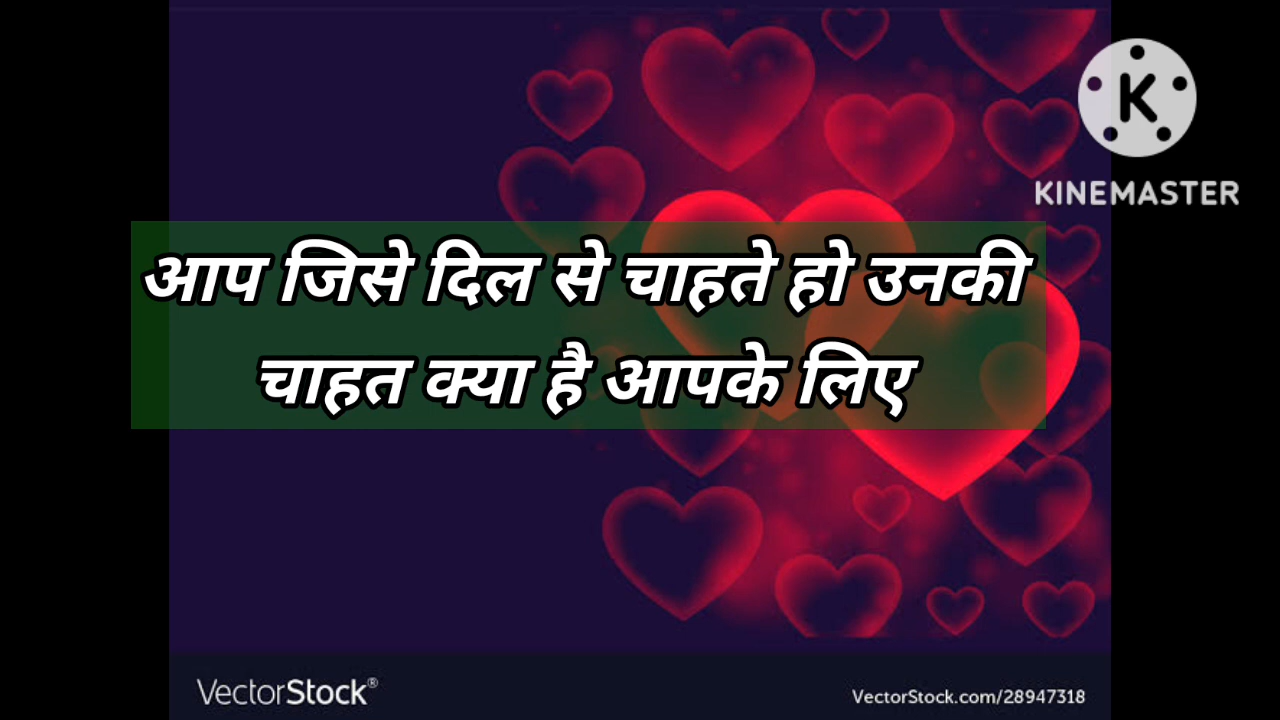 K
KINEMASTER
आप जिसे दिल से चाहते हो उनकी
चाहत क्या है आपके लिए
VectorStock®
VectorStock.com/28947318